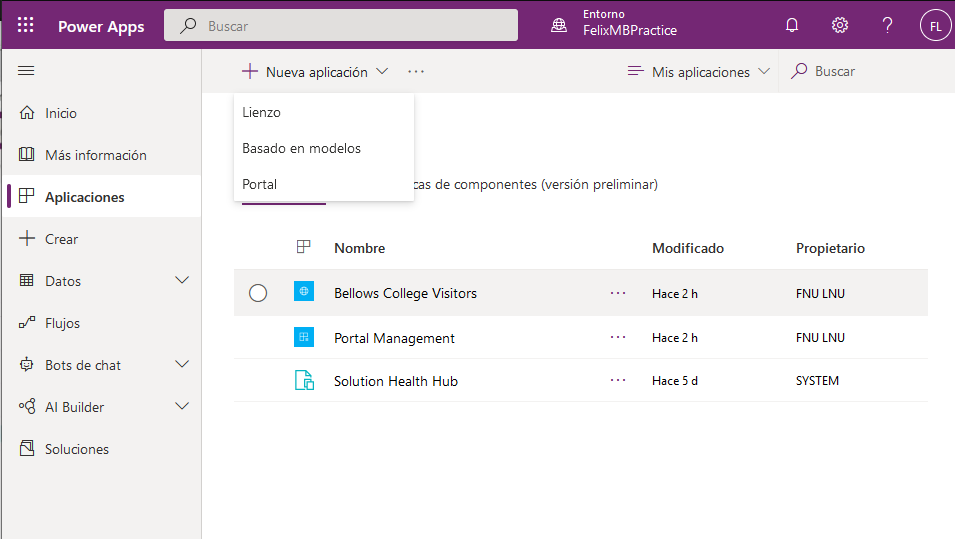 Power Apps
Buscar
Entorno
FelixMBPractice
?
FL
Nueva aplicación
...
Mis aplicaciones
Buscar
Inicio
Más información
Aplicaciones
Crear
Datos
Flujos
Bots de chat
AI Builder
Soluciones
Lienzo
Basado en modelos
Portal
cas de componentes (versión preliminar)
Nombre Modificado Propietario
Bellows College Visitors ... Hace 2 h FNU LNU
Portal Management ... Hace 2 h FNU LNU
Solution Health Hub ... Hace 5 d SYSTEM